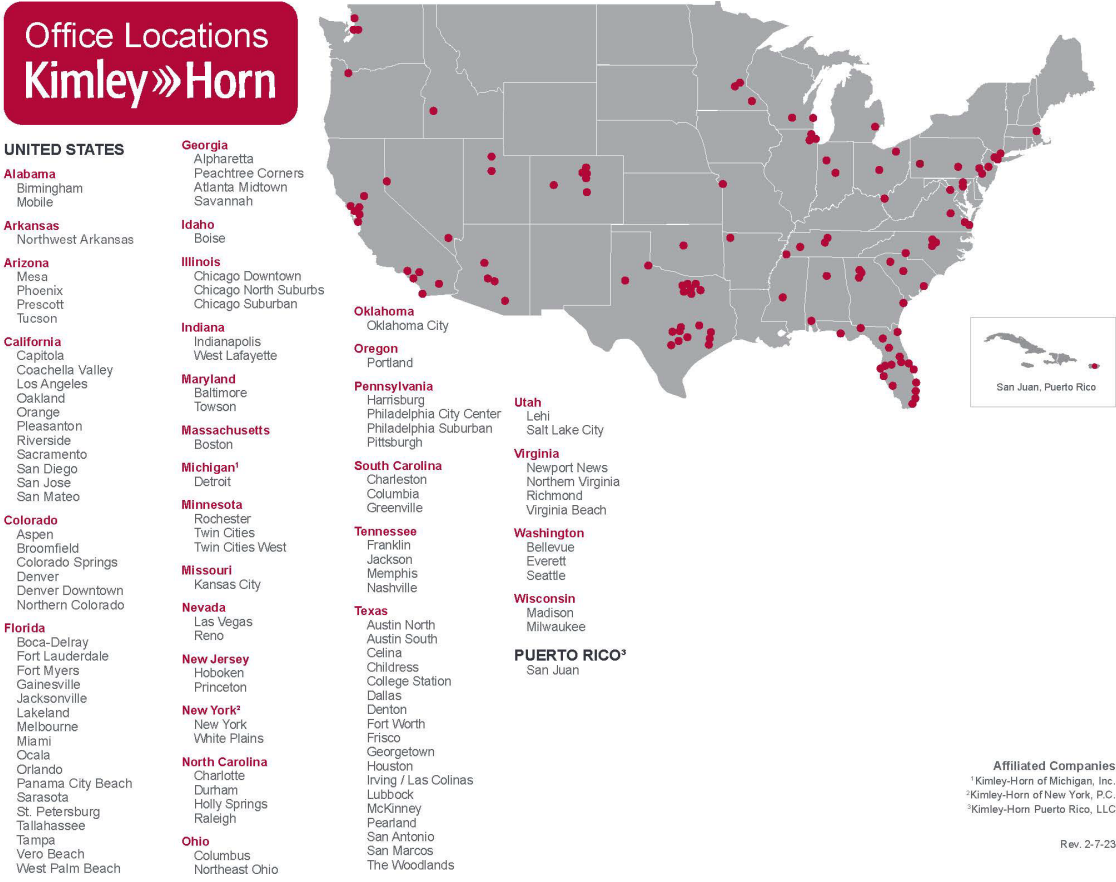 Office Locations
Kimley»Horn
UNITED STATES
Alabama
Birmingham
Mobile
Arkansas
Northwest Arkansas
Arizona
Mesa
Phoenix
Prescott
Tucson
California
Capitola
Coachella Valley
Los Angeles
Oakland
Orange
Pleasanton
Riverside
Sacramento
San Diego
San Jose
San Mateo
Colorado
Aspen
Broomfield
Colorado Springs
Denver
Denver Downtown
Northern Colorado
Florida
Boca-Delray
Fort Lauderdale
Fort Myers
Gainesville
Jacksonville
Lakeland
Melbourne
Miami
Ocala
Orlando
Panama City Beach
Sarasota
St. Petersburg
Tallahassee
Tampa
Vero Beach
West Palm Beach
Georgia
Alpharetta
Peachtree Corners
Atlanta Midtown
Savannah
Idaho
Boise
Illinois
Chicago Downtown
Chicago North Suburbs
Chicago Suburban
Indiana
Indianapolis
West Lafayette
Maryland
Baltimore
Towson
Massachusetts
Boston
Michigan¹
Detroit
Minnesota
Rochester
Twin Cities
Twin Cities West
Missouri
Kansas City
Nevada
Las Vegas
Reno
New Jersey
Hoboken
Princeton
New York²
New York
White Plains
North Carolina
Charlotte
Durham
Holly Springs
Raleigh
Ohio
Columbus
Northeast Ohio
Oklahoma
Oklahoma City
Oregon
Portland
Pennsylvania
Harrisburg
Philadelphia City Center
Philadelphia Suburban
Pittsburgh
South Carolina
Charleston
Columbia
Greenville
Tennessee
Franklin
Jackson
Memphis
Nashville
Texas
Austin North
Austin South
Celina
Childress
College Station
Dallas
Denton
Fort Worth
Frisco
Georgetown
Houston
Irving / Las Colinas
Lubbock
McKinney
Pearland
San Antonio
San Marcos
The Woodlands
Utah
Lehi
Salt Lake City
Virginia
Newport News
Northern Virginia
Richmond
Virginia Beach
Washington
Bellevue
Everett
Seattle
Wisconsin
Madison
Milwaukee
PUERTO RICO³
San Juan
San Juan, Puerto Rico
Affiliated Companies
¹Kimley-Horn of Michigan, Inc.
²Kimley-Horn of New York, P.C.
³Kimley-Horn Puerto Rico, LLC
Rev. 2-7-23